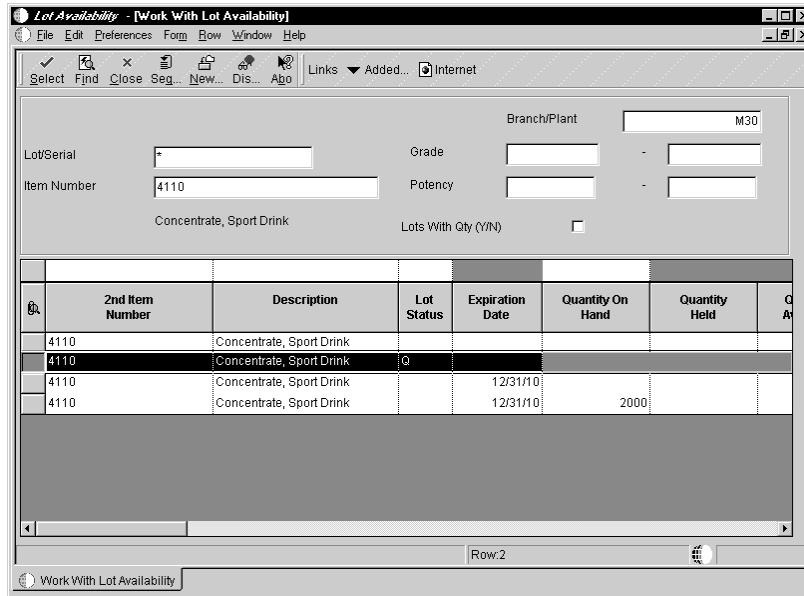 Lot Availability - [Work With Lot Availability]
File Edit Preferences Form Row Window Help
Select Find Close Seg... New... Dis... Abo Links Added... Internet
Branch/Plant M30
Lot/Serial * Grade -
Item Number 4110 Potency -
Concentrate, Sport Drink Lots With Qty (Y/N)
2nd Item Number Description Lot Status Expiration Date Quantity On Hand Quantity Held Q Av
4110 Concentrate, Sport Drink
4110 Concentrate, Sport Drink Q
4110 Concentrate, Sport Drink 12/31/10
4110 Concentrate, Sport Drink 12/31/10 2000
Row:2
Work With Lot Availability